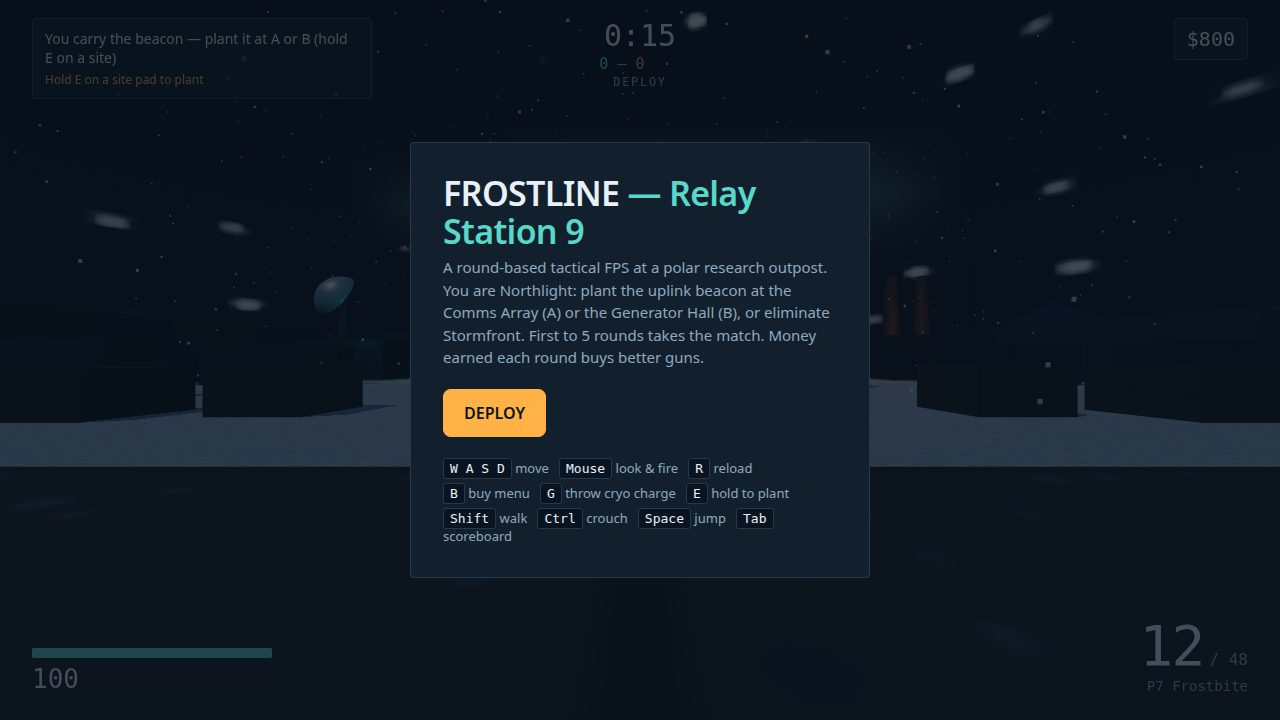 You carry the beacon — plant it at A or B (hold
E on a site)
Hold E on a site pad to plant
0:15
0 — 0
DEPLOY
$800
FROSTLINE — Relay
Station 9
A round-based tactical FPS at a polar research outpost.
You are Northlight: plant the uplink beacon at the
Comms Array (A) or the Generator Hall (B), or eliminate
Stormfront. First to 5 rounds takes the match. Money
earned each round buys better guns.
DEPLOY
W A S D move Mouse look & fire R reload
B buy menu G throw cryo charge E hold to plant
Shift walk Ctrl crouch Space jump Tab
scoreboard
100
12 / 48
P7 Frostbite